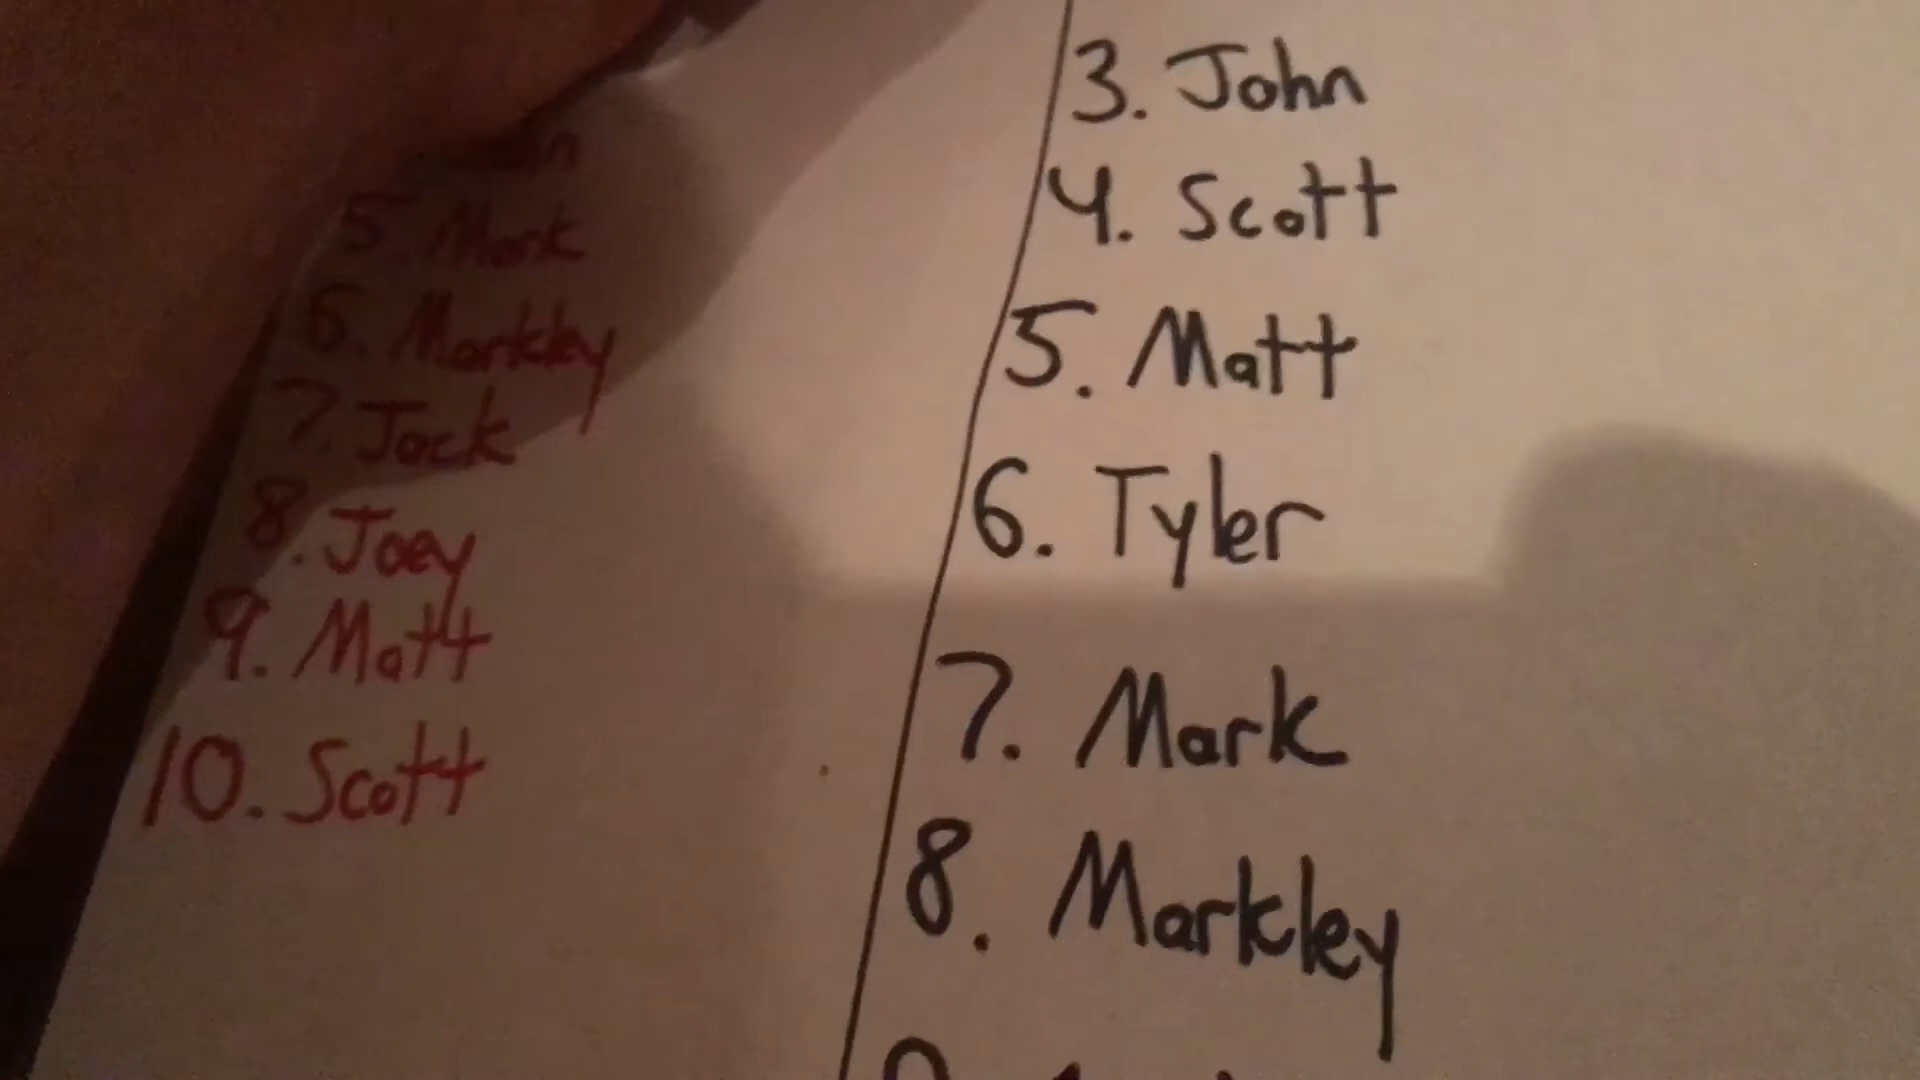 5. Mark
6. Markley
7. Jack
8. Joey
9. Matt
10. Scott
3. John
4. Scott
5. Matt
6. Tyler
7. Mark
8. Markley